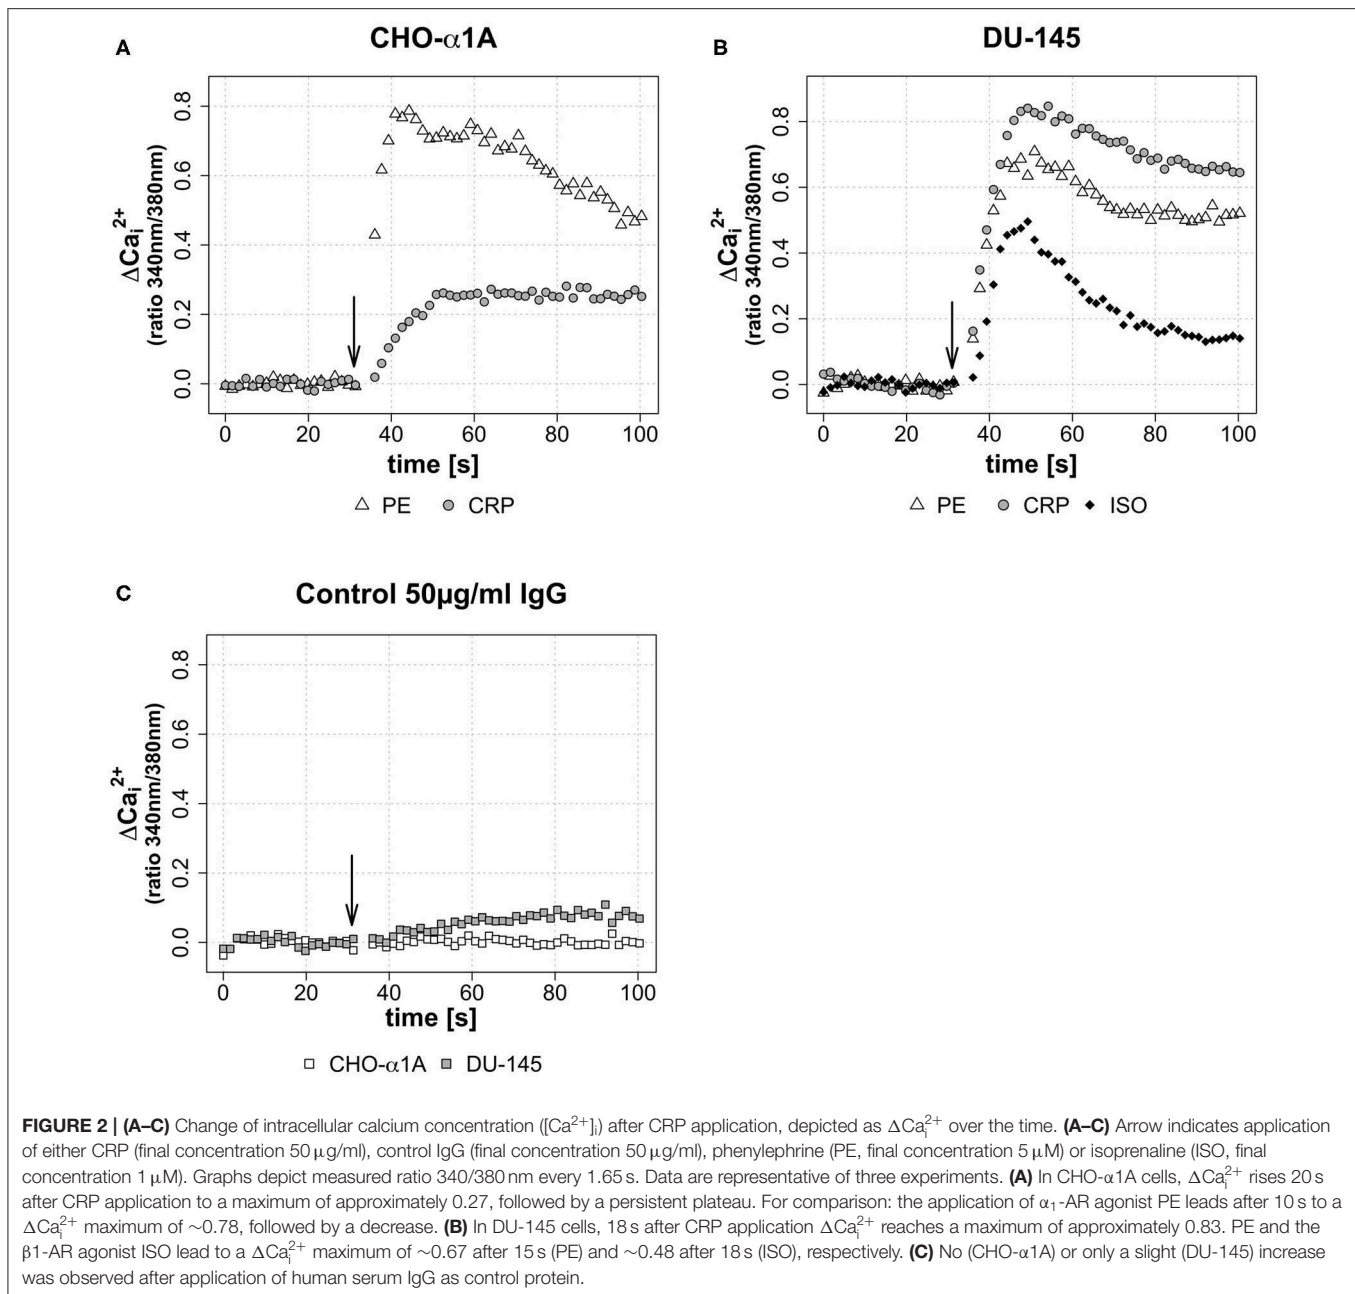 A
CHO-α1A
ΔCa²⁺ᵢ
(ratio 340nm/380nm)
0.8
0.6
0.4
0.2
0.0
0 20 40 60 80 100
time [s]
PE CRP
B
DU-145
ΔCa²⁺ᵢ
(ratio 340nm/380nm)
0.8
0.6
0.4
0.2
0.0
0 20 40 60 80 100
time [s]
PE CRP ISO
C
Control 50µg/ml IgG
ΔCa²⁺ᵢ
(ratio 340nm/380nm)
0.8
0.6
0.4
0.2
0.0
0 20 40 60 80 100
time [s]
CHO-α1A DU-145
FIGURE 2 | (A–C) Change of intracellular calcium concentration ([Ca²⁺]ᵢ) after CRP application, depicted as ΔCa²⁺ᵢ over the time. (A–C) Arrow indicates application
of either CRP (final concentration 50 µg/ml), control IgG (final concentration 50 µg/ml), phenylephrine (PE, final concentration 5 µM) or isoprenaline (ISO, final
concentration 1 µM). Graphs depict measured ratio 340/380 nm every 1.65 s. Data are representative of three experiments. (A) In CHO-α1A cells, ΔCa²⁺ᵢ rises 20 s
after CRP application to a maximum of approximately 0.27, followed by a persistent plateau. For comparison: the application of α₁-AR agonist PE leads after 10 s to a
ΔCa²⁺ᵢ maximum of ~0.78, followed by a decrease. (B) In DU-145 cells, 18 s after CRP application ΔCa²⁺ᵢ reaches a maximum of approximately 0.83. PE and the
β1-AR agonist ISO lead to a ΔCa²⁺ᵢ maximum of ~0.67 after 15 s (PE) and ~0.48 after 18 s (ISO), respectively. (C) No (CHO-α1A) or only a slight (DU-145) increase
was observed after application of human serum IgG as control protein.